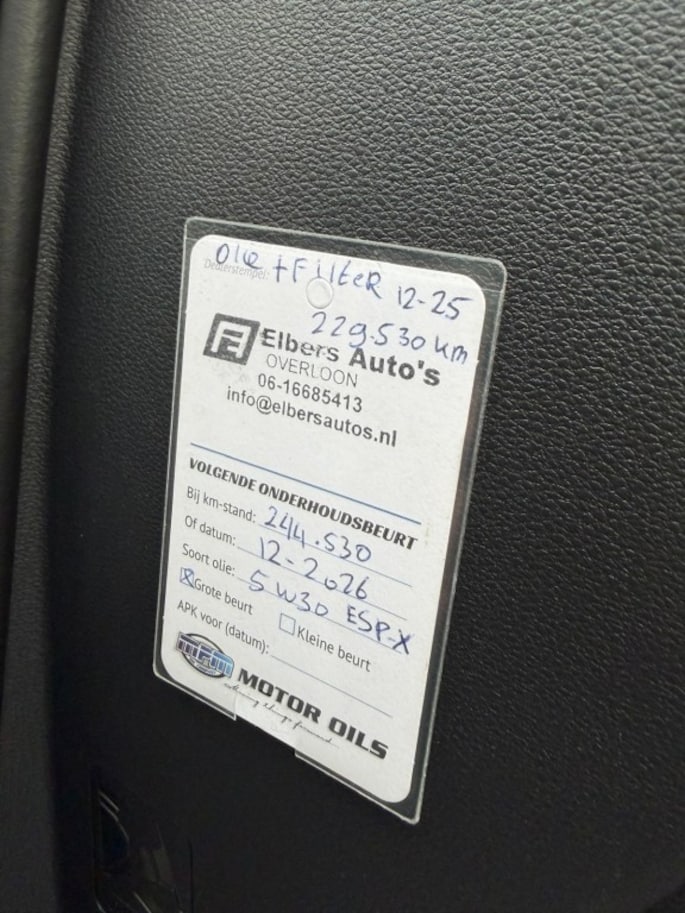 Olie + FilteR 12-25
Dealerstempel:
229.530 km
Elbers Auto's
OVERLOON
06-16685413
info@elbersautos.nl
VOLGENDE ONDERHOUDSBEURT
Bij km-stand: 244.530
Of datum: 12-2026
Soort olie: 5W30 ESP-X
Grote beurt Kleine beurt
APK voor (datum):
MOTOR OILS